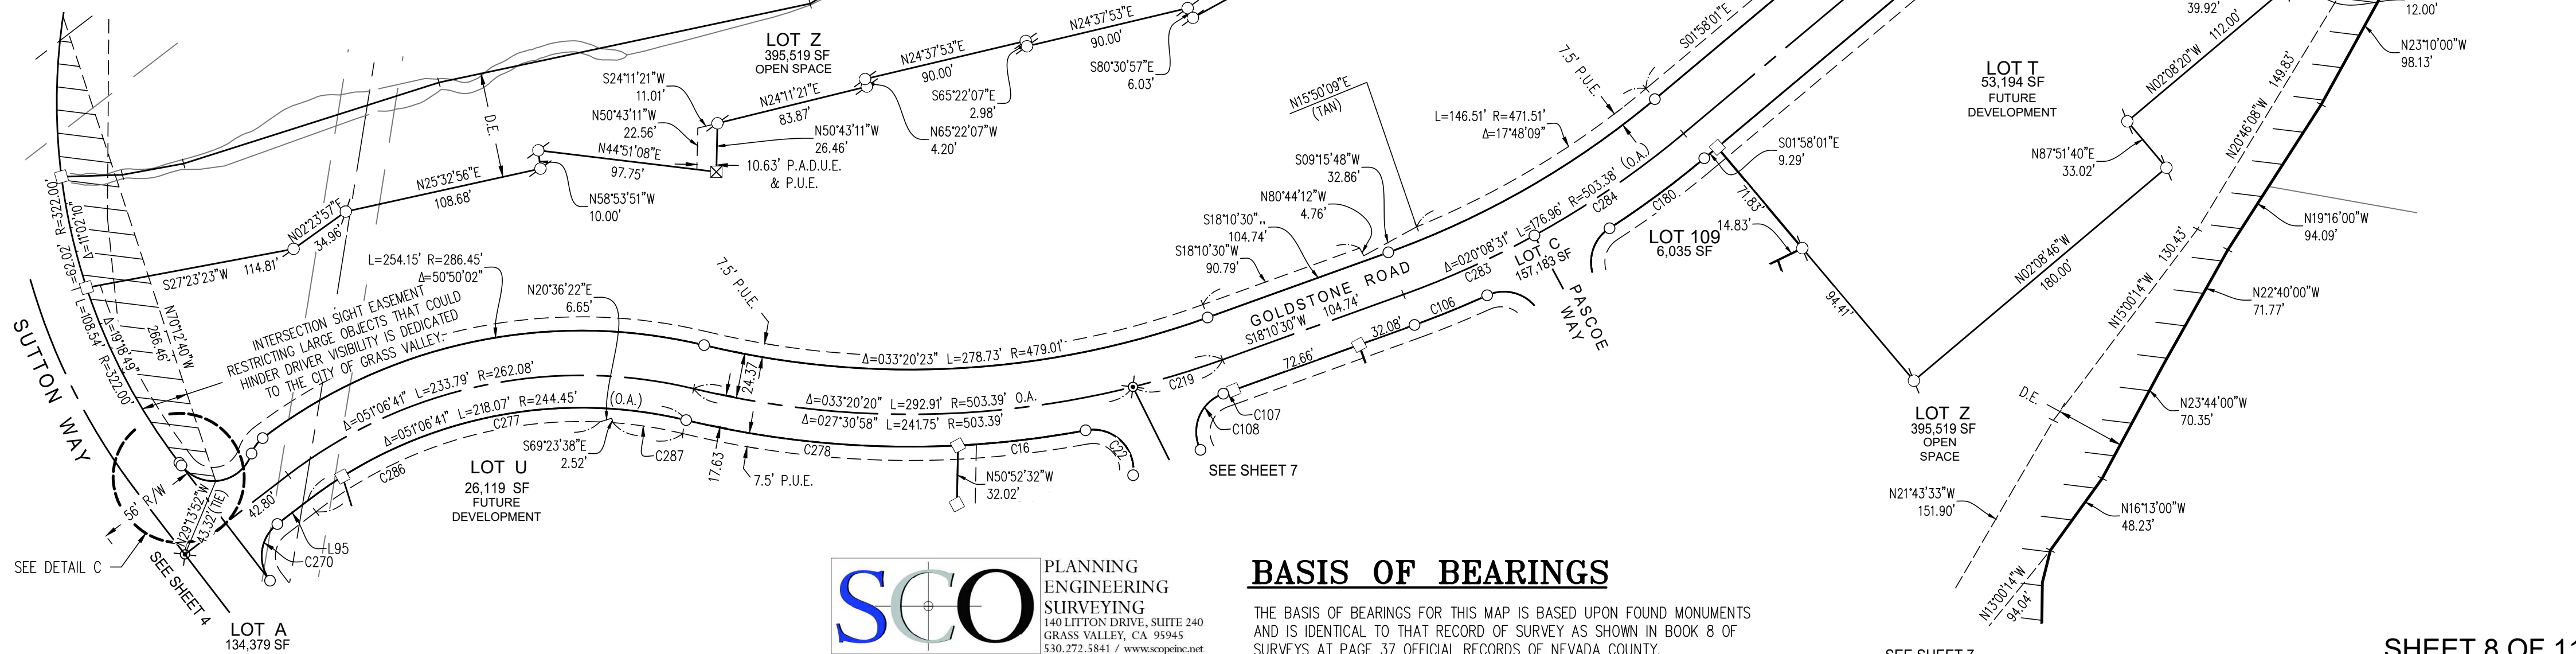 LOT Z
395,519 SF
OPEN SPACE
S24°11'21"W
11.01'
N50°43'11"W
22.56'
N44°51'08"E
97.75'
N24°11'21"E
83.87'
N24°37'53"E
90.00'
N24°37'53"E
90.00'
S65°22'07"E
2.98'
S80°30'57"E
6.03'
N65°22'07"W
4.20'
N50°43'11"W
26.46'
10.63' P.A.D.U.E.
& P.U.E.
D.E.
N25°32'56"E
108.68'
N58°53'51"W
10.00'
N02°23'57"E
34.96'
S27°23'23"W 114.81'
L=62.02' R=322.00'
Δ=11°02'10"
L=108.54' R=322.00'
Δ=19°18'49"
N70°12'40"W
266.46'
INTERSECTION SIGHT EASEMENT
RESTRICTING LARGE OBJECTS THAT COULD
HINDER DRIVER VISIBILITY IS DEDICATED
TO THE CITY OF GRASS VALLEY.
SUTTON WAY
L=254.15' R=286.45'
Δ=50°50'02"
N20°36'22"E
6.65'
7.5' P.U.E.
Δ=051°06'41" L=233.79' R=262.08'
Δ=051°06'41" L=218.07' R=244.45'
(O.A.)
C277
C286
S69°23'38"E
2.52'
C287
24.37'
17.63'
7.5' P.U.E.
Δ=033°20'23" L=278.73' R=479.01'
Δ=033°20'20" L=292.91' R=503.39' O.A.
Δ=027°30'58" L=241.75' R=503.39'
C278
C16
C22
N50°52'32"W
32.02'
LOT U
26,119 SF
FUTURE
DEVELOPMENT
56' R/W
N29°13'52"W
43.32'(TIE)
42.80'
L95
C270
SEE DETAIL C
SEE SHEET 4
LOT A
134,379 SF
7.5' P.U.E.
S01°58'01"E
N15°50'09"E
(TAN)
L=146.51' R=471.51'
Δ=17°48'09"
S09°15'48"W
32.86'
N80°44'12"W
4.76'
S18°10'30"W
104.74'
S18°10'30"W
90.79'
GOLDSTONE ROAD
S18°10'30"W 104.74'
Δ=020°08'31" L=176.96' R=503.38' (O.A.)
C283
C284
C180
LOT C
157,183 SF
PASCOE
WAY
C219
C106
32.08'
72.66'
C107
C108
SEE SHEET 7
S01°58'01"E
9.29'
71.83'
14.83'
LOT 109
6,035 SF
94.41'
LOT T
53,194 SF
FUTURE
DEVELOPMENT
39.92'
N02°08'20"W 112.00'
N87°51'40"E
33.02'
N02°08'46"W
180.00'
12.00'
N23°10'00"W
98.13'
N20°46'08"W 149.83'
N19°16'00"W
94.09'
N15°00'14"W 130.43'
N22°40'00"W
71.77'
N23°44'00"W
70.35'
D.E.
LOT Z
395,519 SF
OPEN
SPACE
N21°43'33"W
151.90'
N16°13'00"W
48.23'
N13°00'14"W
94.04'
SCO
PLANNING
ENGINEERING
SURVEYING
140 LITTON DRIVE, SUITE 240
GRASS VALLEY, CA 95945
530.272.5841 / www.scopeinc.net
BASIS OF BEARINGS
THE BASIS OF BEARINGS FOR THIS MAP IS BASED UPON FOUND MONUMENTS
AND IS IDENTICAL TO THAT RECORD OF SURVEY AS SHOWN IN BOOK 8 OF
SURVEYS AT PAGE 37 OFFICIAL RECORDS OF NEVADA COUNTY.
SEE SHEET 7
SHEET 8 OF 11